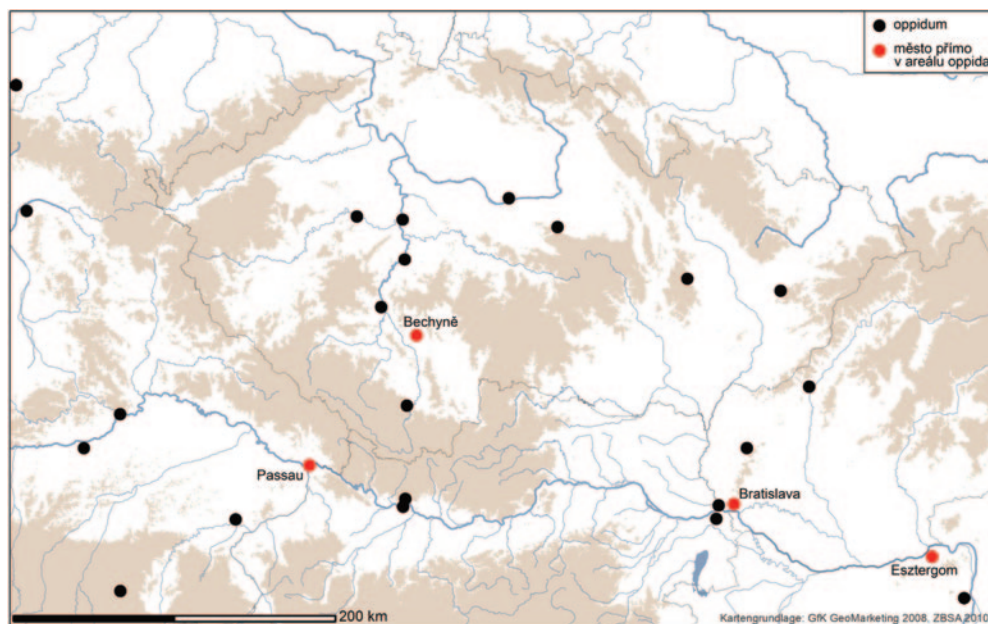 oppidum
město přímo
v areálu oppida
Bechyně
Passau
Bratislava
Esztergom
200 km
Kartengrundlage: GfK GeoMarketing 2008. ZBSA 2010